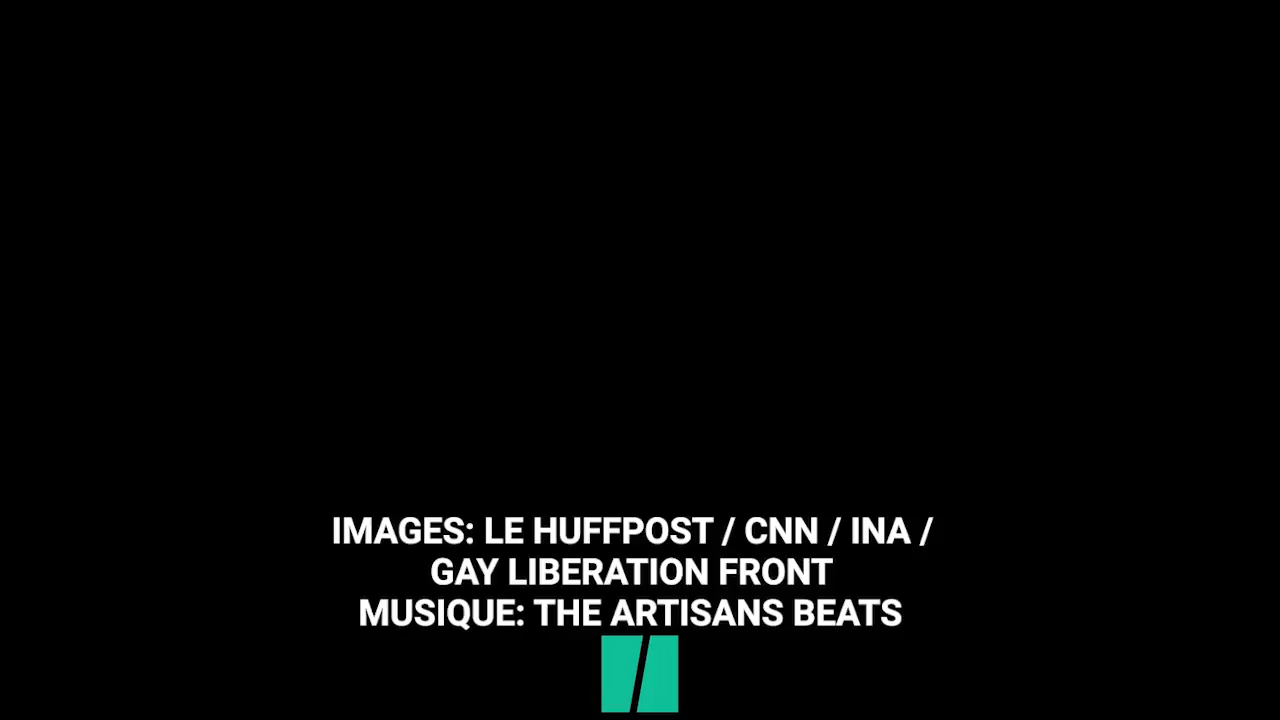 IMAGES: LE HUFFPOST / CNN / INA /
GAY LIBERATION FRONT
MUSIQUE: THE ARTISANS BEATS